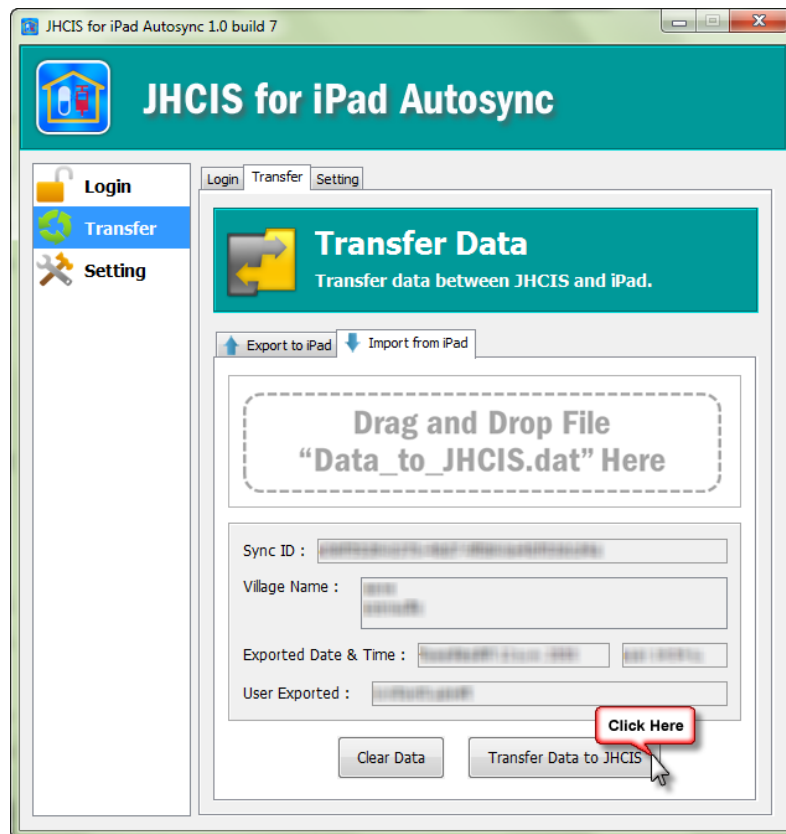 JHCIS for iPad Autosync 1.0 build 7
JHCIS for iPad Autosync
Login
Transfer
Setting
Login Transfer Setting
Transfer Data
Transfer data between JHCIS and iPad.
Export to iPad Import from iPad
Drag and Drop File
“Data_to_JHCIS.dat” Here
Sync ID :
Village Name :
Exported Date & Time :
User Exported :
Click Here
Clear Data Transfer Data to JHCIS